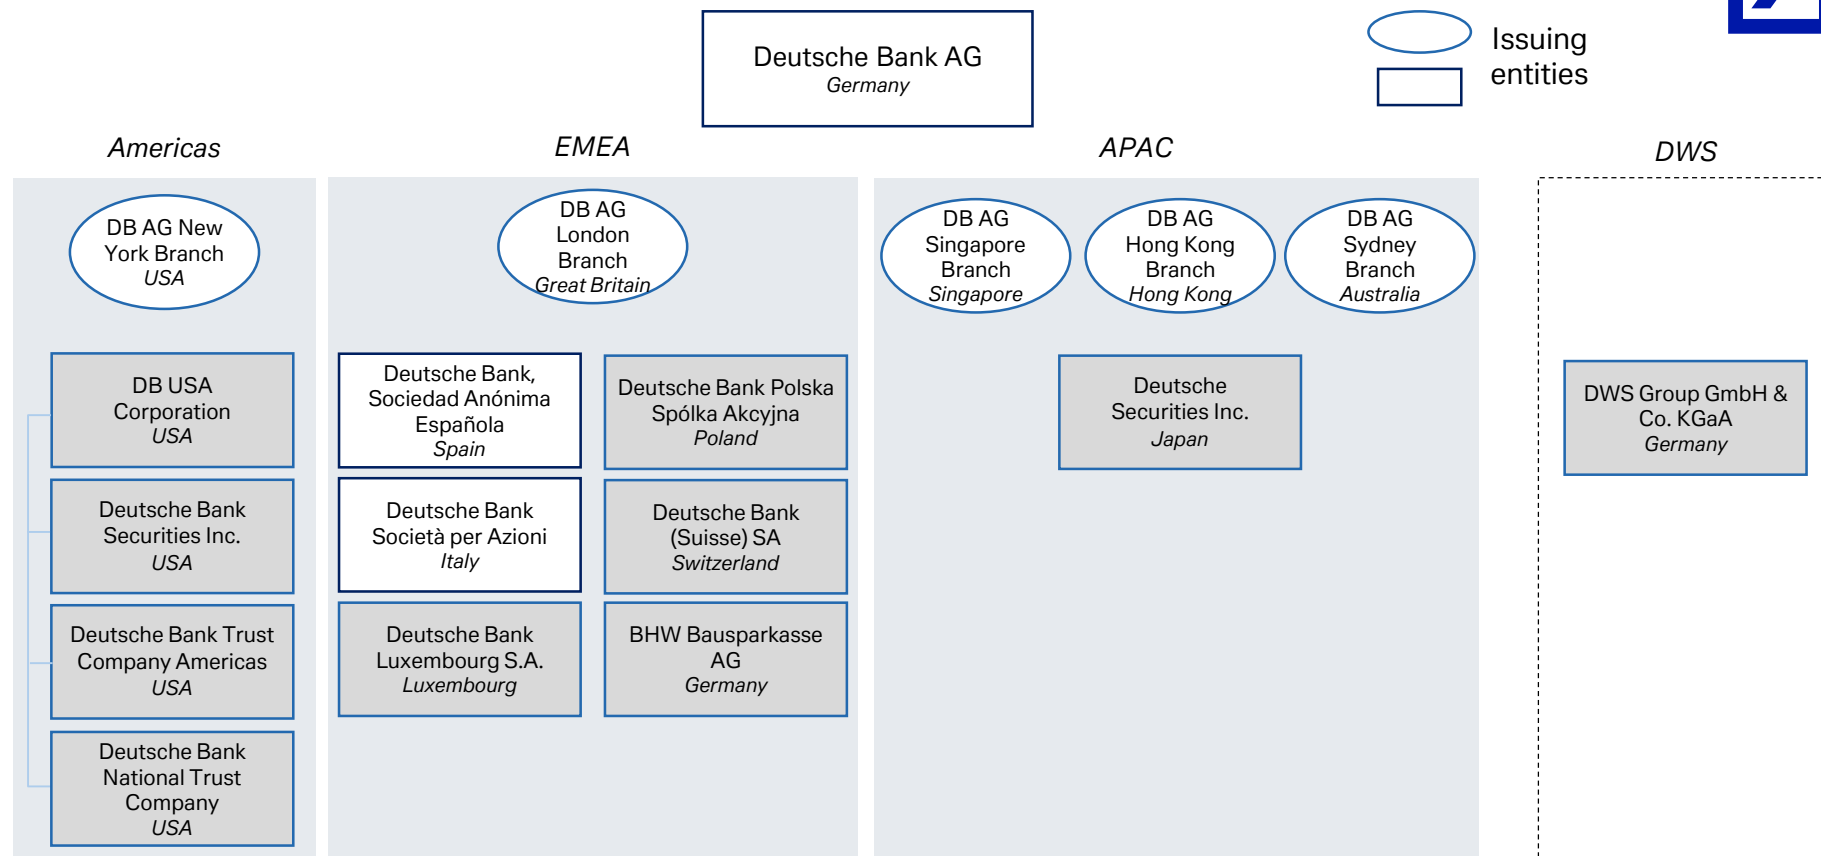 Deutsche Bank AG
Germany
Issuing
entities
Americas
EMEA
APAC
DWS
DB AG New
York Branch
USA
DB AG
London
Branch
Great Britain
DB AG
Singapore
Branch
Singapore
DB AG
Hong Kong
Branch
Hong Kong
DB AG
Sydney
Branch
Australia
DB USA
Corporation
USA
Deutsche Bank
Securities Inc.
USA
Deutsche Bank Trust
Company Americas
USA
Deutsche Bank
National Trust
Company
USA
Deutsche Bank,
Sociedad Anónima
Española
Spain
Deutsche Bank Polska
Spólka Akcyjna
Poland
Deutsche Bank
Società per Azioni
Italy
Deutsche Bank
(Suisse) SA
Switzerland
Deutsche Bank
Luxembourg S.A.
Luxembourg
BHW Bausparkasse
AG
Germany
Deutsche
Securities Inc.
Japan
DWS Group GmbH &
Co. KGaA
Germany